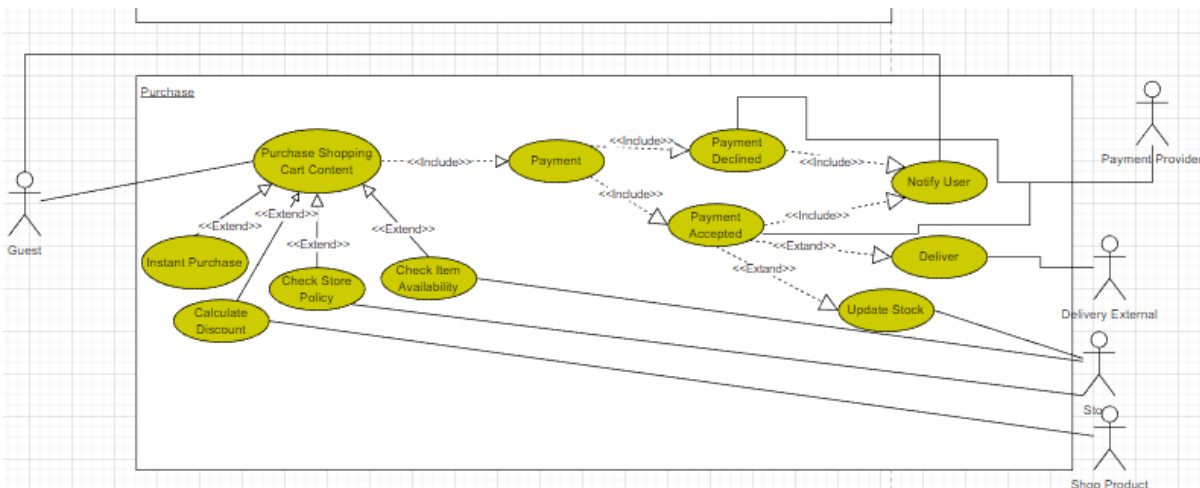 Purchase
Purchase Shopping
Cart Content
<<Include>>
Payment
<<Include>>
Payment
Declined
<<Include>>
Notify User
Payment Provider
<<Include>>
Payment
Accepted
<<Include>>
<<Extand>>
Deliver
<<Extand>>
Update Stock
Guest
<<Extend>>
<<Extend>>
<<Extend>>
<<Extend>>
Instant Purchase
Calculate
Discount
Check Store
Policy
Check Item
Availability
Delivery External
Shop Product